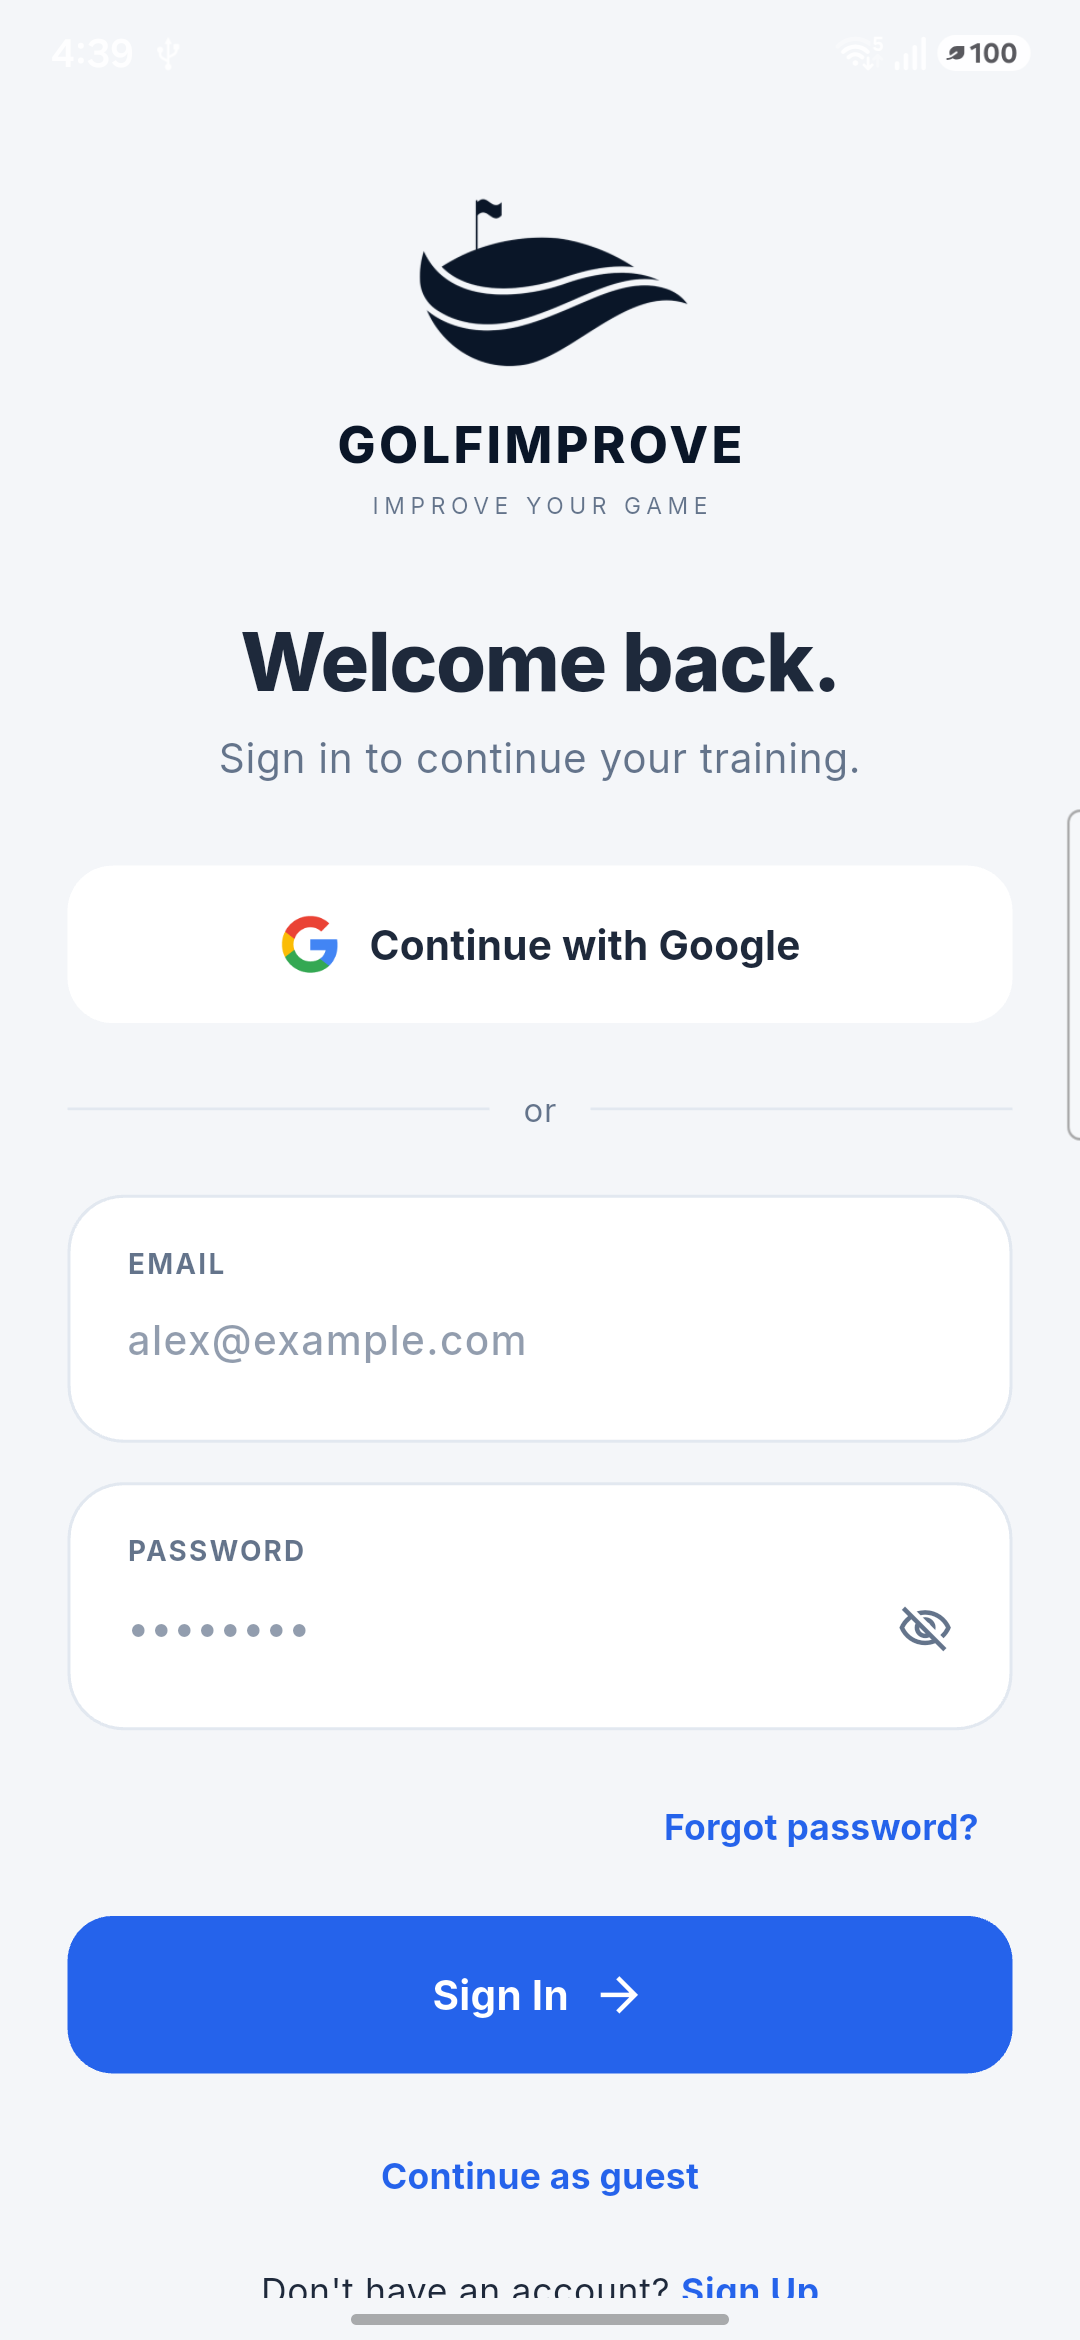 4:39
5
100
GOLFIMPROVE
IMPROVE YOUR GAME
Welcome back.
Sign in to continue your training.
Continue with Google
or
EMAIL
alex@example.com
PASSWORD
••••••••
Forgot password?
Sign In →
Continue as guest
Don't have an account? Sign Up